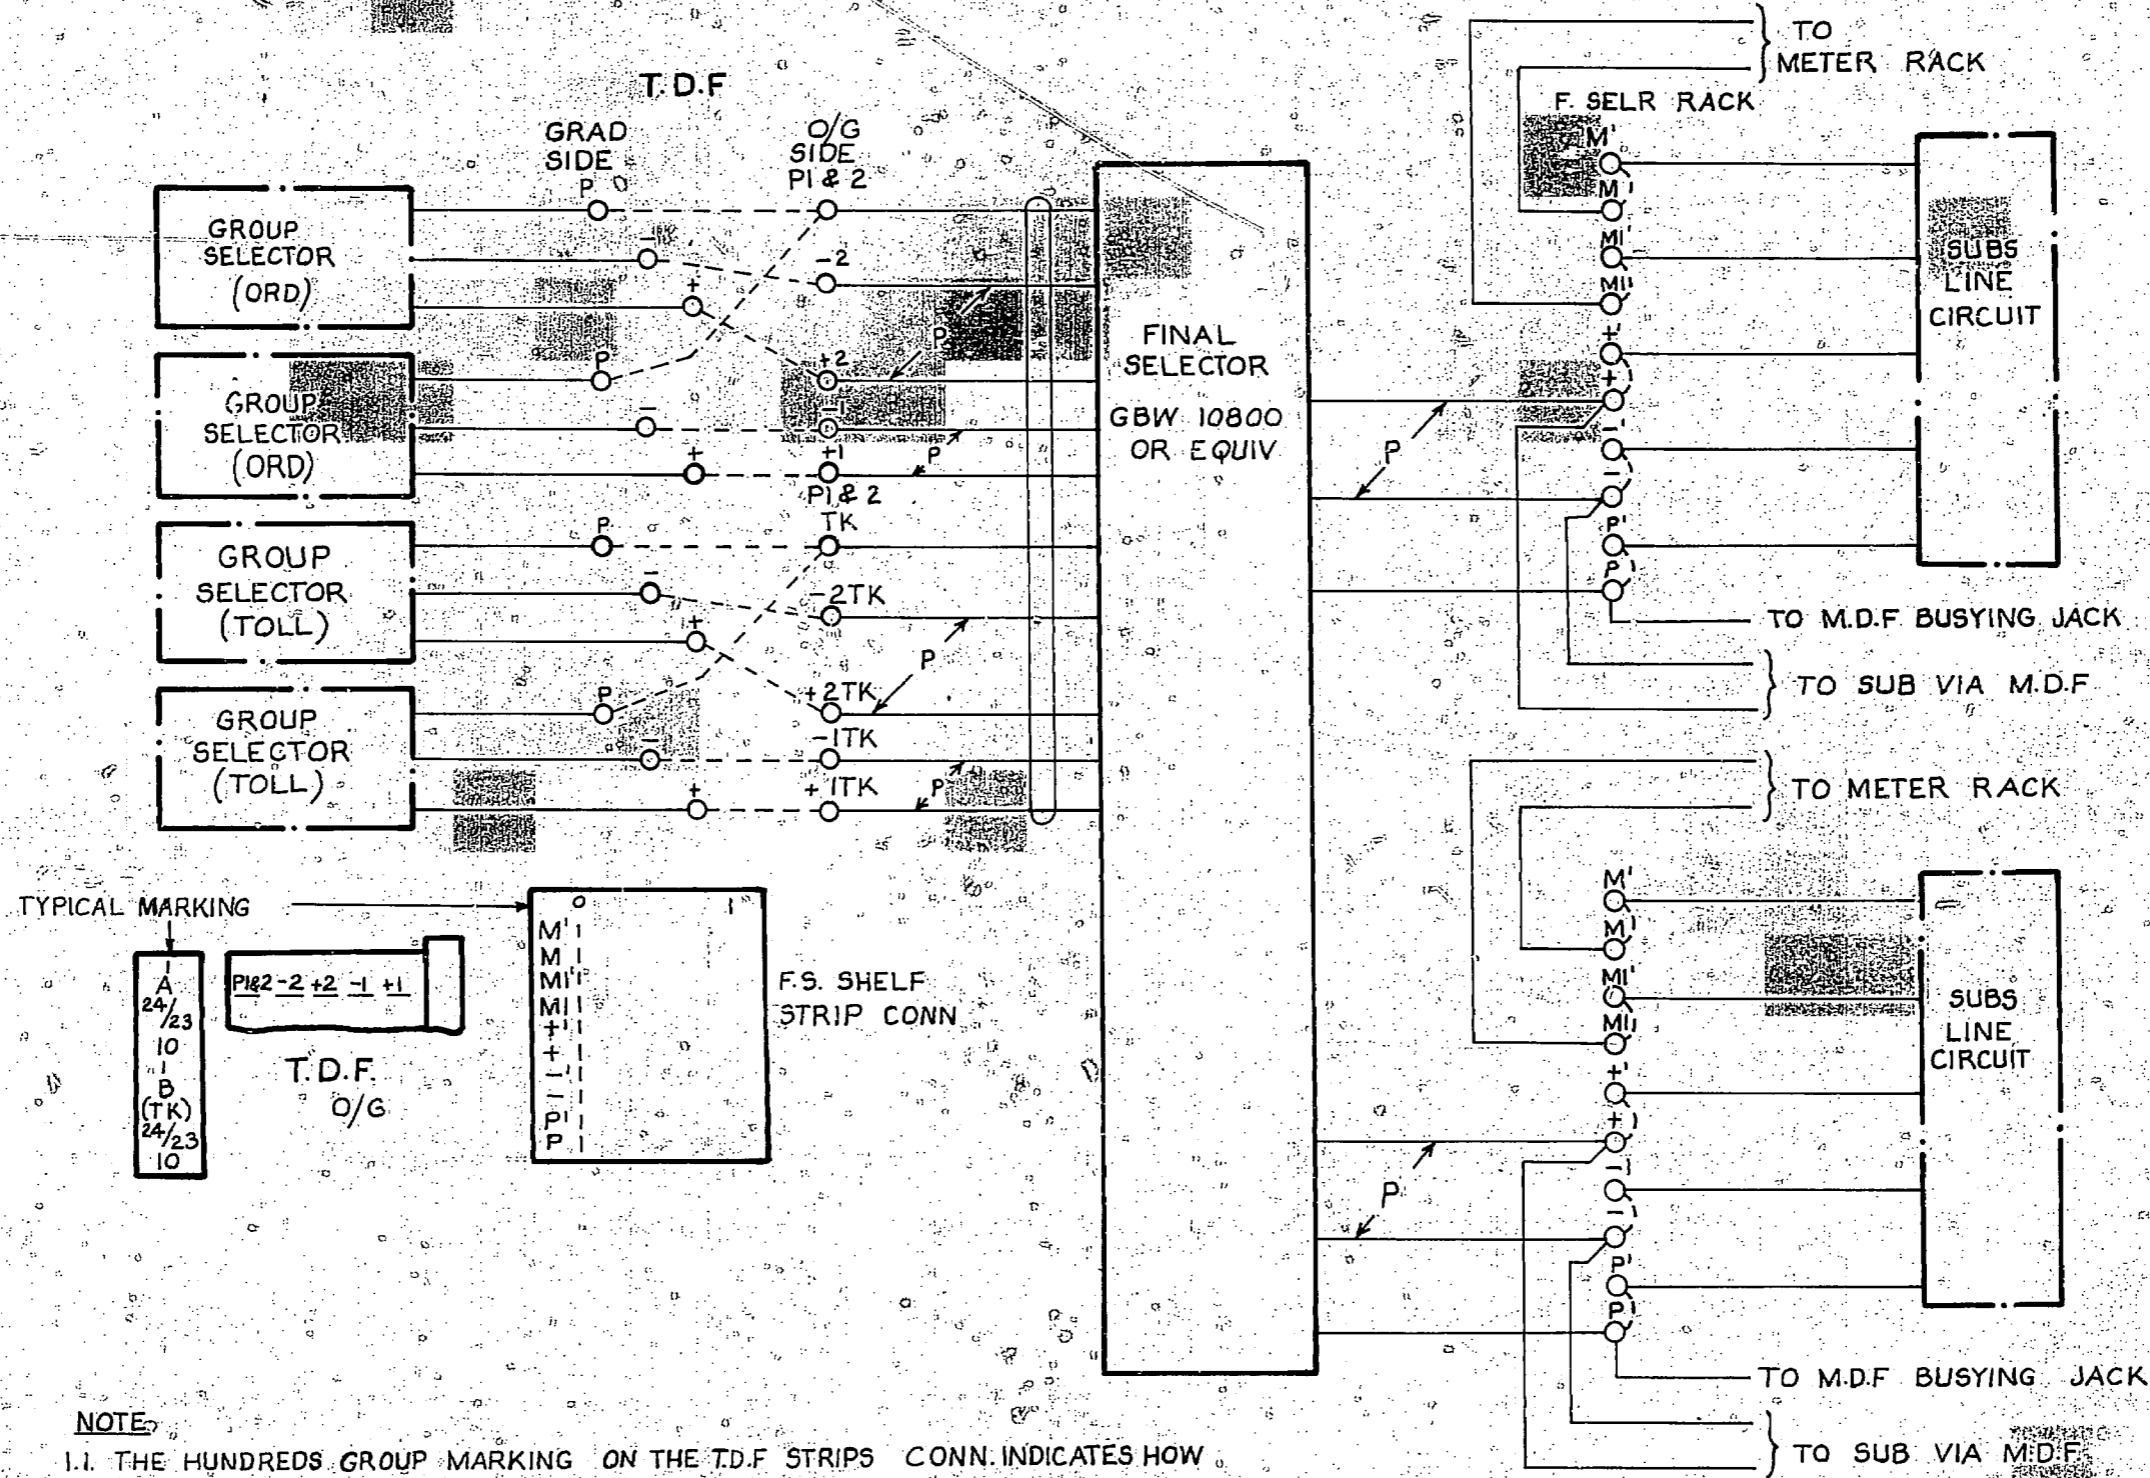 T.D.F
GRAD
SIDE
P
O/G
SIDE
P1 & 2
GROUP
SELECTOR
(ORD)
−
+
-2
+2
P
GROUP
SELECTOR
(ORD)
P
−
+
-1
+1
P
P1 & 2
TK
GROUP
SELECTOR
(TOLL)
P
−
+
-2TK
+2TK
P
GROUP
SELECTOR
(TOLL)
P
−
+
-1TK
+1TK
P
FINAL
SELECTOR
GBW 10800
OR EQUIV
TO
METER RACK
F. SELR RACK
M'
M
M1'
M1
+'
+
-'
-
P'
P
P
SUBS
LINE
CIRCUIT
TO M.D.F BUSYING JACK
TO SUB VIA M.D.F
TO METER RACK
M'
M
M1'
M1
+'
+
-'
-
P'
P
P
SUBS
LINE
CIRCUIT
TO M.D.F BUSYING JACK
TO SUB VIA M.D.F.
TYPICAL MARKING
1
A
24/23
10
1
B
(TK)
24/23
10
P1&2 -2 +2 -1 +1
T.D.F.
O/G
0 1
M' 1
M
M1'
M1
+'
+
-'
-
P'
P
F.S. SHELF
STRIP CONN
NOTE
1.1. THE HUNDREDS GROUP MARKING ON THE T.D.F STRIPS CONN. INDICATES HOW